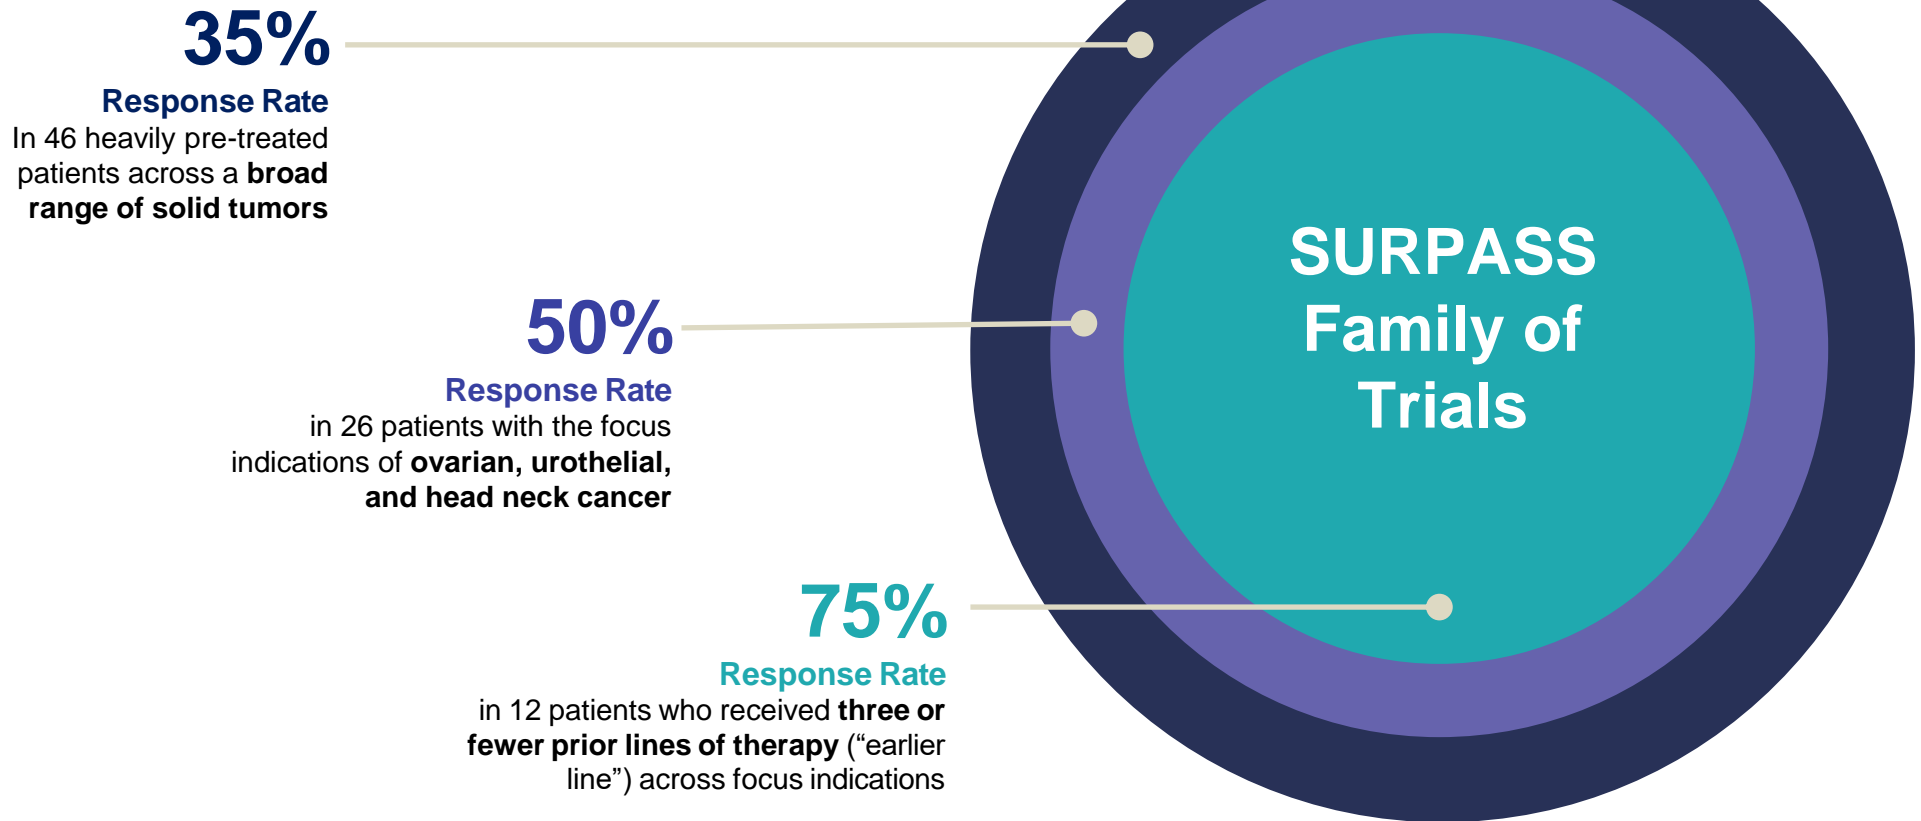 35%
Response Rate
In 46 heavily pre-treated
patients across a broad
range of solid tumors
50%
Response Rate
in 26 patients with the focus
indications of ovarian, urothelial,
and head neck cancer
75%
Response Rate
in 12 patients who received three or
fewer prior lines of therapy (“earlier
line”) across focus indications
SURPASS
Family of
Trials